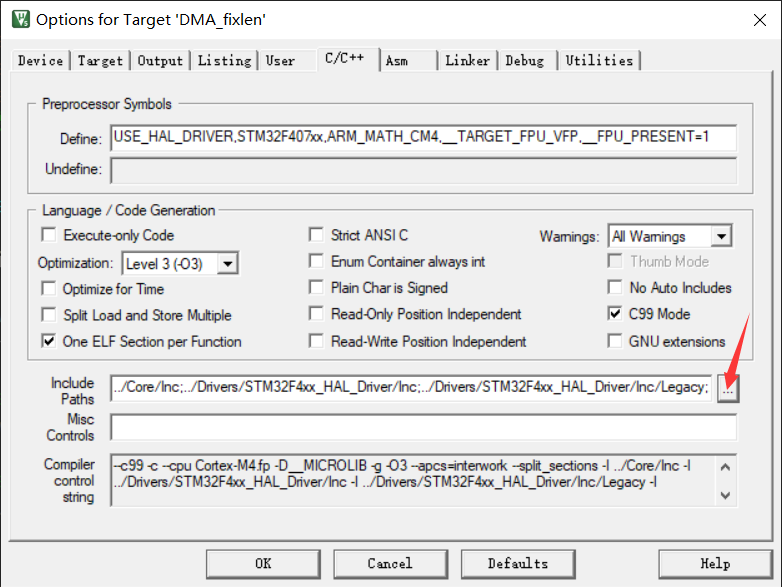 Options for Target 'DMA_fixlen'
Device Target Output Listing User C/C++ Asm Linker Debug Utilities
Preprocessor Symbols
Define: USE_HAL_DRIVER,STM32F407xx,ARM_MATH_CM4,__TARGET_FPU_VFP,__FPU_PRESENT=1
Undefine:
Language / Code Generation
Execute-only Code Strict ANSI C Warnings: All Warnings
Optimization: Level 3 (-O3) Enum Container always int Thumb Mode
Optimize for Time Plain Char is Signed No Auto Includes
Split Load and Store Multiple Read-Only Position Independent C99 Mode
One ELF Section per Function Read-Write Position Independent GNU extensions
Include
Paths
../Core/Inc;../Drivers/STM32F4xx_HAL_Driver/Inc;../Drivers/STM32F4xx_HAL_Driver/Inc/Legacy; ...
Misc
Controls
Compiler
control
string
--c99 -c --cpu Cortex-M4.fp -D__MICROLIB -g -O3 --apcs=interwork --split_sections -I ../Core/Inc -I
../Drivers/STM32F4xx_HAL_Driver/Inc -I ../Drivers/STM32F4xx_HAL_Driver/Inc/Legacy -I
OK Cancel Defaults Help